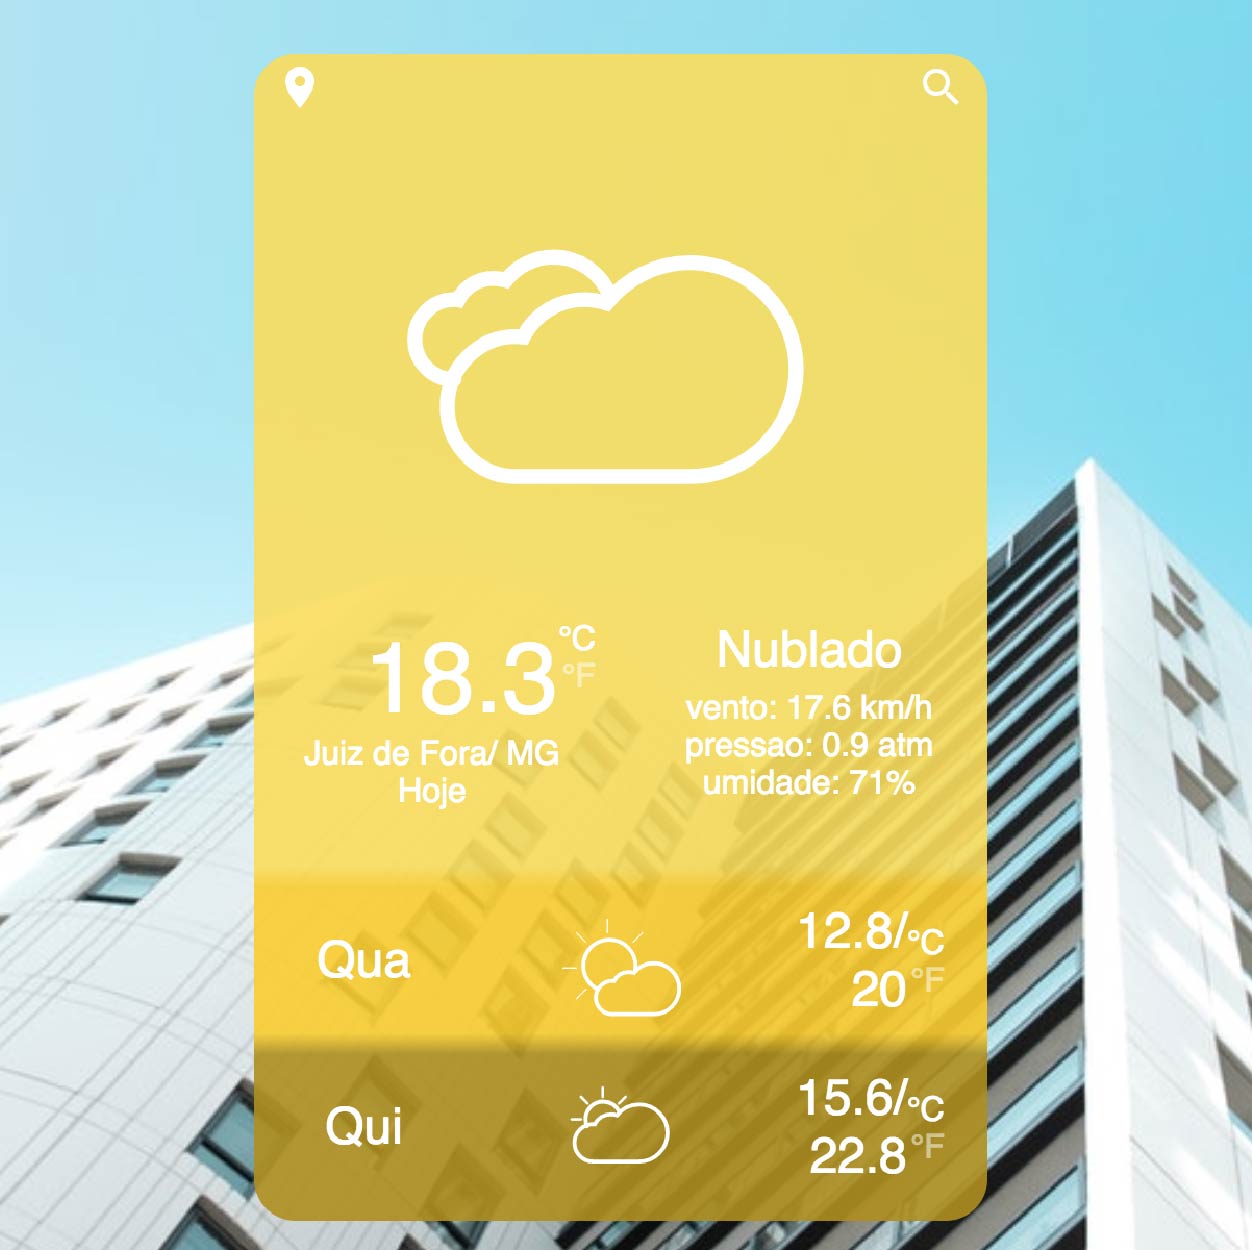 18.3 °C
°F
Juiz de Fora/ MG
Hoje
Nublado
vento: 17.6 km/h
pressao: 0.9 atm
umidade: 71%
Qua
12.8/°C
20 °F
Qui
15.6/°C
22.8 °F